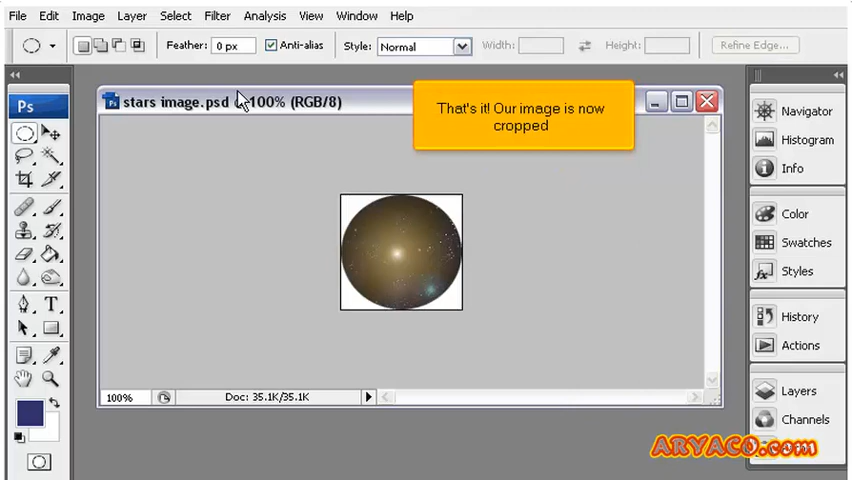 File Edit Image Layer Select Filter Analysis View Window Help
Feather: 0 px Anti-alias Style: Normal Width: Height: Refine Edge...
Ps
stars image.psd @ 100% (RGB/8)
That's it! Our image is now
cropped
Navigator
Histogram
Info
Color
Swatches
Styles
History
Actions
Layers
Channels
T
100% Doc: 35.1K/35.1K
ARYACO.com